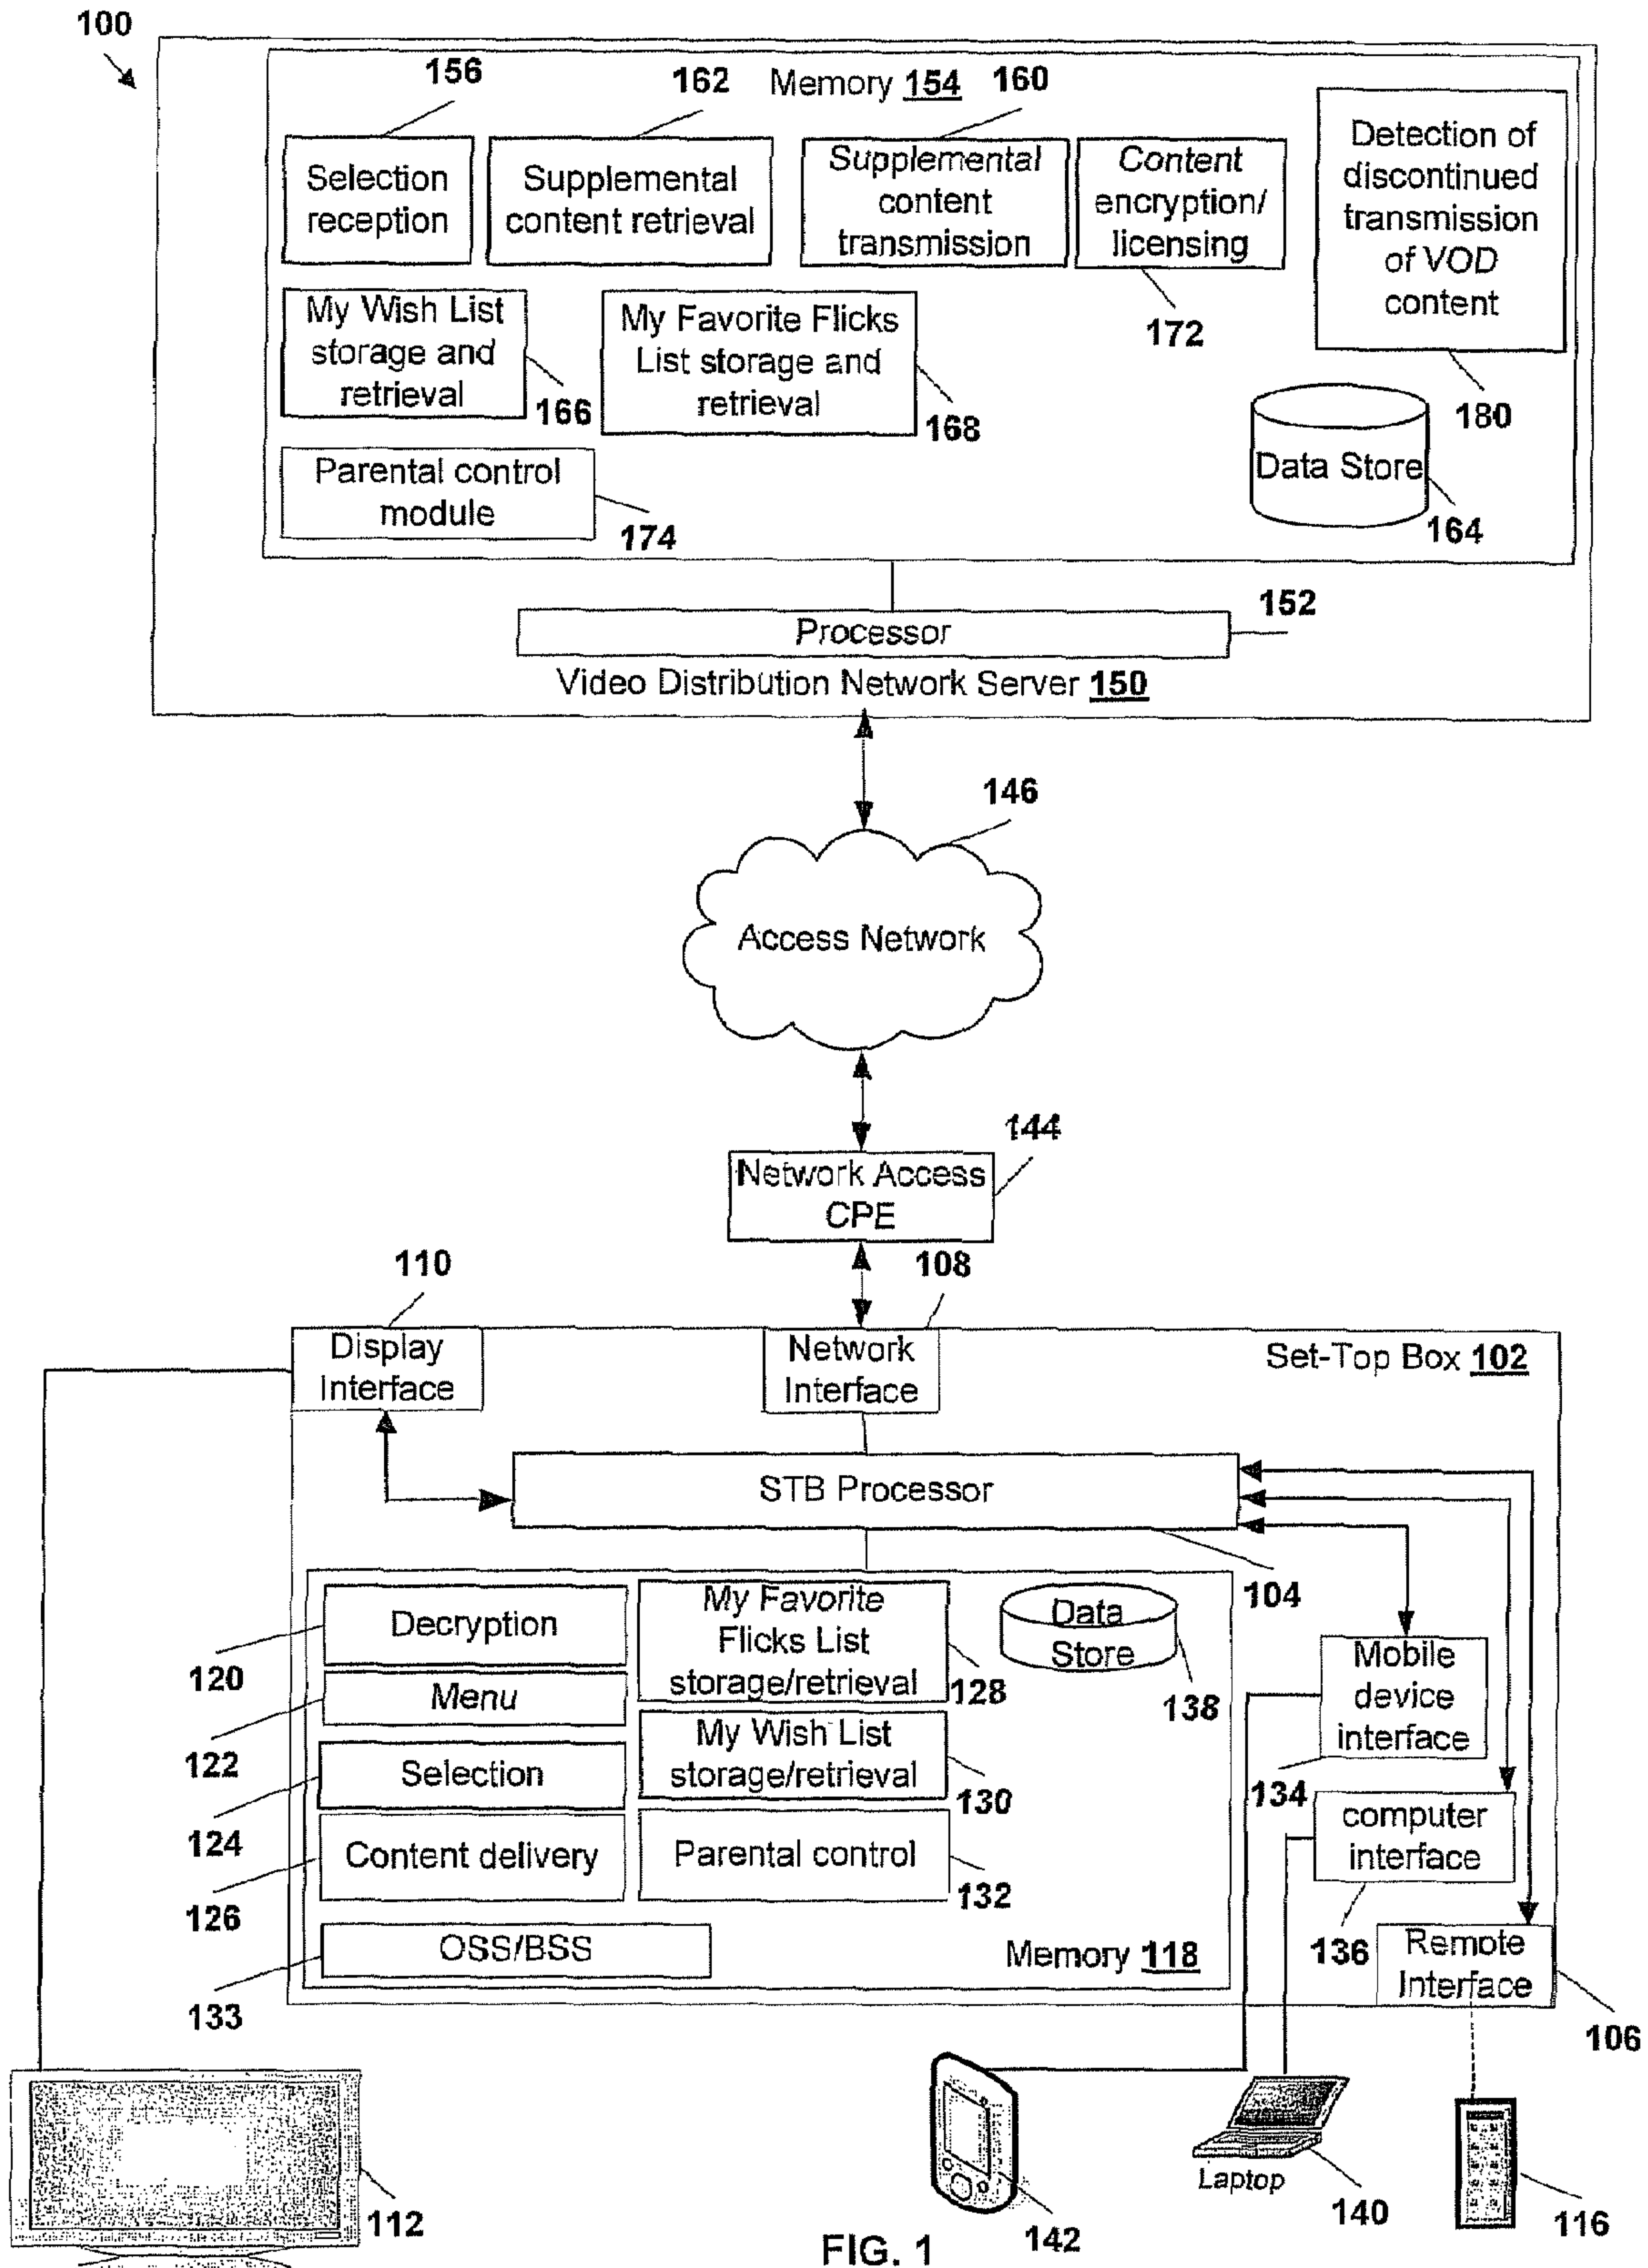 100
156
162
Memory 154
160
Selection
reception
Supplemental
content retrieval
Supplemental
content
transmission
Content
encryption/
licensing
Detection of
discontinued
transmission
of VOD
content
172
180
My Wish List
storage and
retrieval
166
My Favorite Flicks
List storage and
retrieval
168
Data Store
164
Parental control
module
174
152
Processor
Video Distribution Network Server 150
146
Access Network
144
Network Access
CPE
110
108
Display
Interface
Network
Interface
Set-Top Box 102
STB Processor
104
Decryption
120
Menu
122
Selection
124
Content delivery
126
OSS/BSS
133
My Favorite
Flicks List
storage/retrieval
128
My Wish List
storage/retrieval
130
Parental control
132
Data
Store
138
Memory 118
Mobile
device
interface
134
computer
interface
136
Remote
Interface
106
112
142
Laptop
140
116
FIG. 1